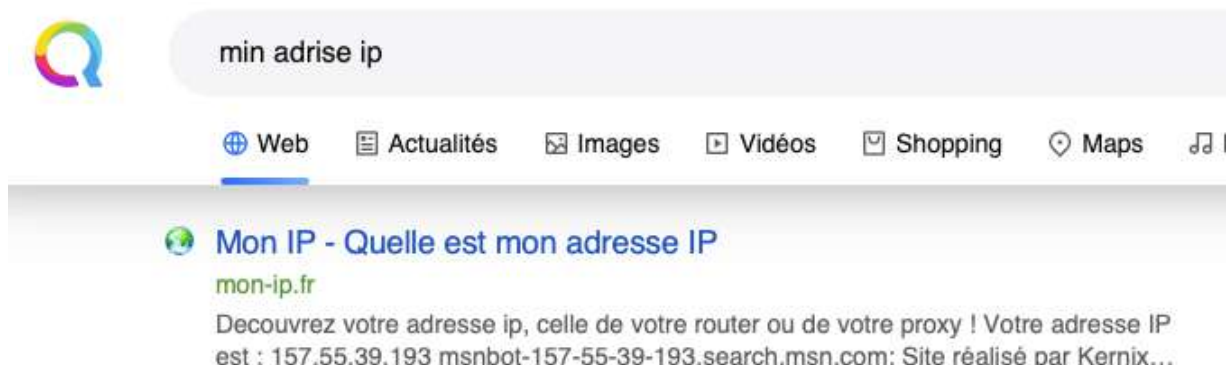 min adrise ip
Web Actualités Images Vidéos Shopping Maps
Mon IP - Quelle est mon adresse IP
mon-ip.fr
Decouvrez votre adresse ip, celle de votre router ou de votre proxy ! Votre adresse IP
est : 157.55.39.193 msnbot-157-55-39-193.search.msn.com; Site réalisé par Kernix...